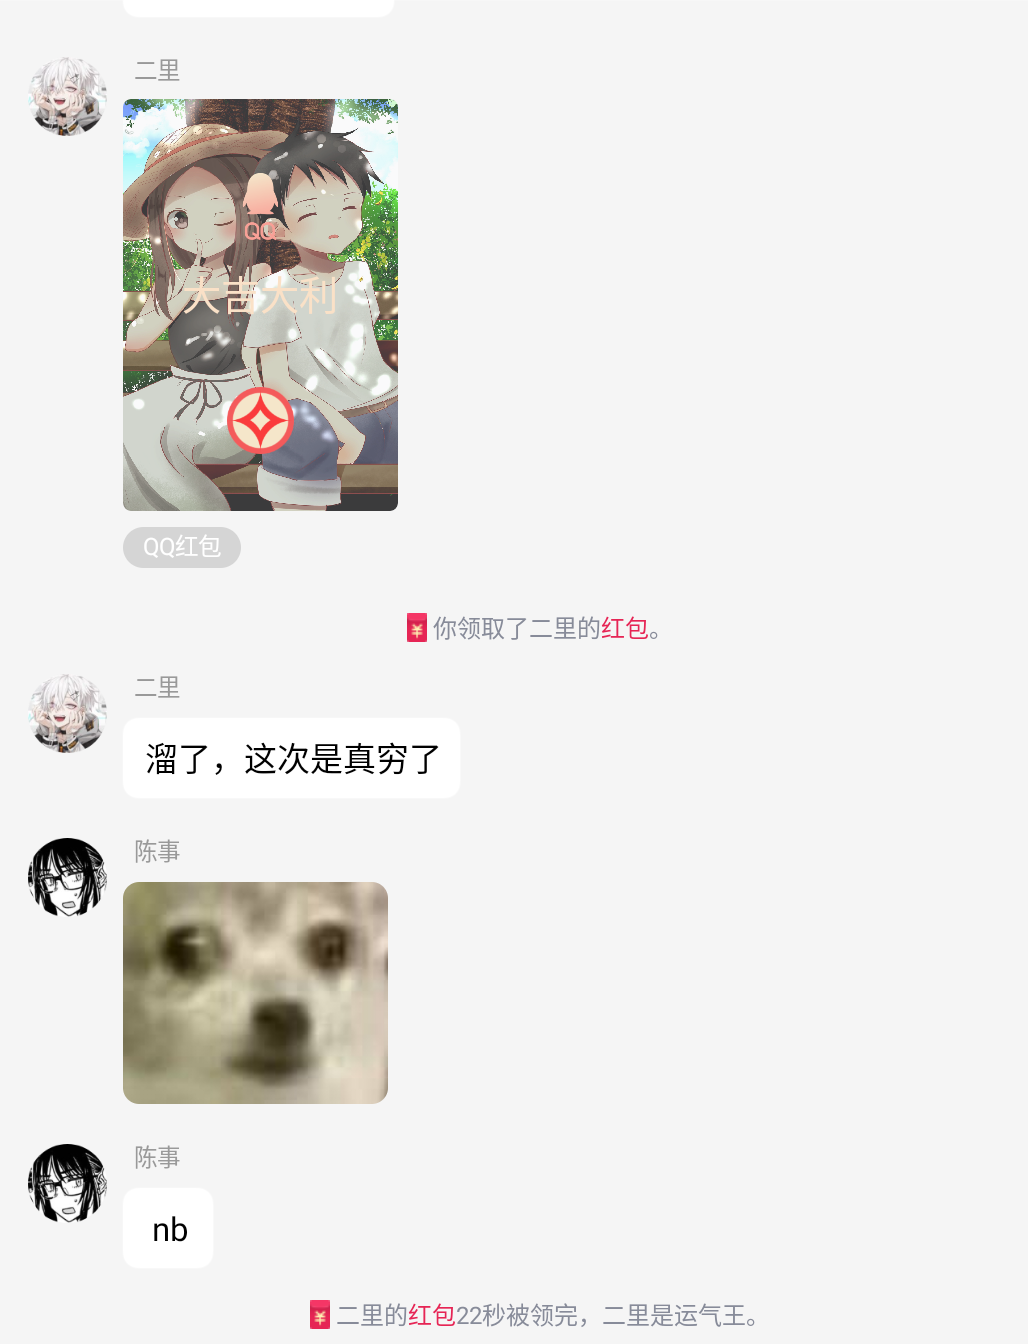 二里
QQ
大吉大利
QQ红包
你领取了二里的红包。
二里
溜了，这次是真穷了
陈事
陈事
nb
二里的红包22秒被领完，二里是运气王。